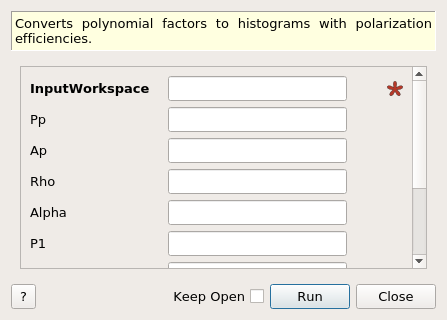 Converts polynomial factors to histograms with polarization
efficiencies.
InputWorkspace
Pp
Ap
Rho
Alpha
P1
?
Keep Open
Run
Close